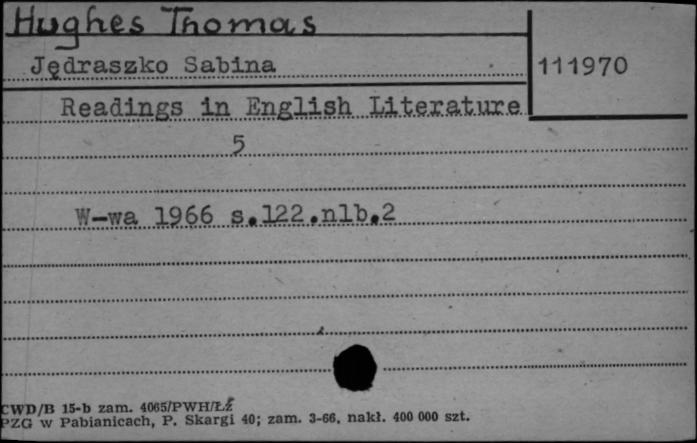 Hughes Thomas
Jędraszko Sabina
111970
Readings in English Literature
5
W-wa 1966 s.122.nlb.2
CWD/B 15-b zam. 4065/PWH/ŁŹ
PZG w Pabianicach, P. Skargi 40; zam. 3-66, nakł. 400 000 szt.